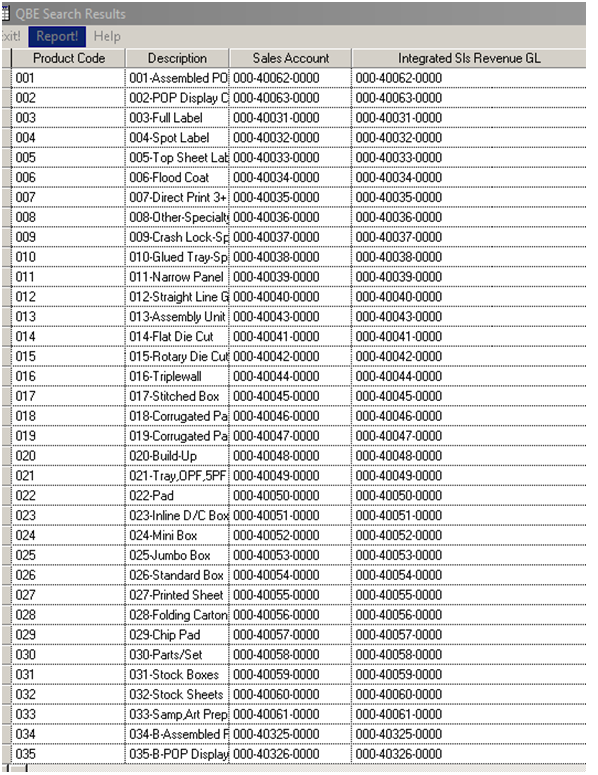 QBE Search Results
Exit! Report! Help
Product Code Description Sales Account Integrated Sls Revenue GL
001 001-Assembled PO 000-40062-0000 000-40062-0000
002 002-POP Display C 000-40063-0000 000-40063-0000
003 003-Full Label 000-40031-0000 000-40031-0000
004 004-Spot Label 000-40032-0000 000-40032-0000
005 005-Top Sheet Lab 000-40033-0000 000-40033-0000
006 006-Flood Coat 000-40034-0000 000-40034-0000
007 007-Direct Print 3+ 000-40035-0000 000-40035-0000
008 008-Other-Specialty 000-40036-0000 000-40036-0000
009 009-Crash Lock-Sp 000-40037-0000 000-40037-0000
010 010-Glued Tray-Sp 000-40038-0000 000-40038-0000
011 011-Narrow Panel 000-40039-0000 000-40039-0000
012 012-Straight Line G 000-40040-0000 000-40040-0000
013 013-Assembly Unit 000-40043-0000 000-40043-0000
014 014-Flat Die Cut 000-40041-0000 000-40041-0000
015 015-Rotary Die Cut 000-40042-0000 000-40042-0000
016 016-Triplewall 000-40044-0000 000-40044-0000
017 017-Stitched Box 000-40045-0000 000-40045-0000
018 018-Corrugated Pa 000-40046-0000 000-40046-0000
019 019-Corrugated Pa 000-40047-0000 000-40047-0000
020 020-Build-Up 000-40048-0000 000-40048-0000
021 021-Tray,OPF,5PF 000-40049-0000 000-40049-0000
022 022-Pad 000-40050-0000 000-40050-0000
023 023-Inline D/C Box 000-40051-0000 000-40051-0000
024 024-Mini Box 000-40052-0000 000-40052-0000
025 025-Jumbo Box 000-40053-0000 000-40053-0000
026 026-Standard Box 000-40054-0000 000-40054-0000
027 027-Printed Sheet 000-40055-0000 000-40055-0000
028 028-Folding Carton 000-40056-0000 000-40056-0000
029 029-Chip Pad 000-40057-0000 000-40057-0000
030 030-Parts/Set 000-40058-0000 000-40058-0000
031 031-Stock Boxes 000-40059-0000 000-40059-0000
032 032-Stock Sheets 000-40060-0000 000-40060-0000
033 033-Samp,Art Prep 000-40061-0000 000-40061-0000
034 034-B-Assembled F 000-40325-0000 000-40325-0000
035 035-B-POP Display 000-40326-0000 000-40326-0000